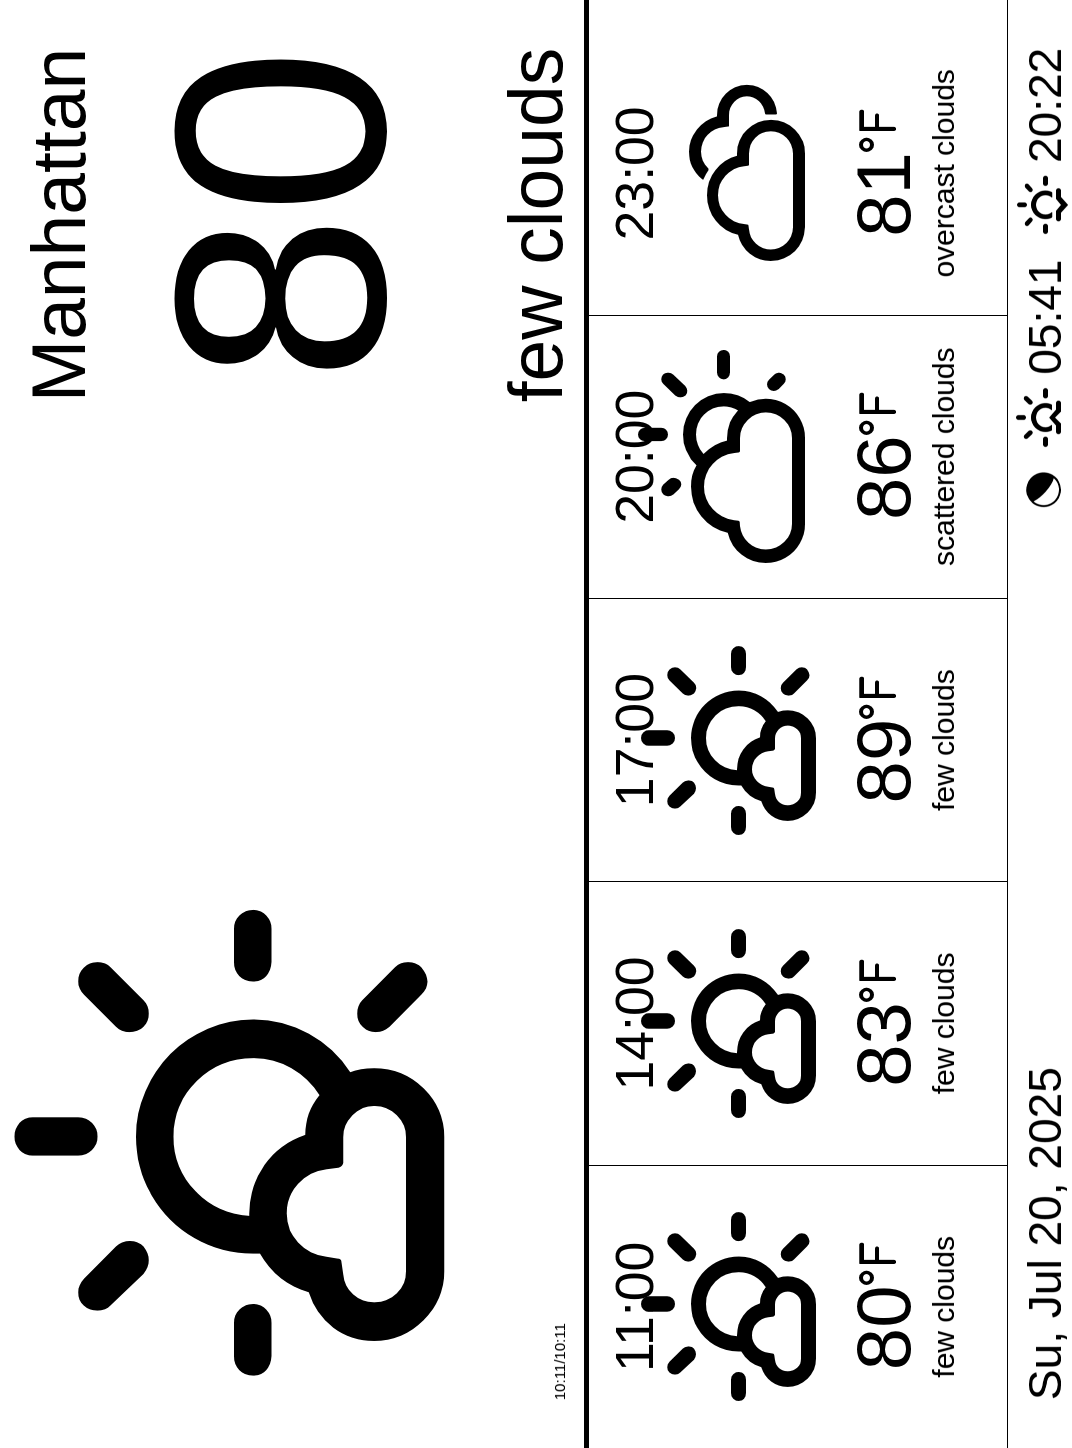 Manhattan
80
few clouds
10:11/10:11
11:00
80°F
few clouds
14:00
83°F
few clouds
17:00
89°F
few clouds
20:00
86°F
scattered clouds
23:00
81°F
overcast clouds
Su, Jul 20, 2025
05:41
20:22